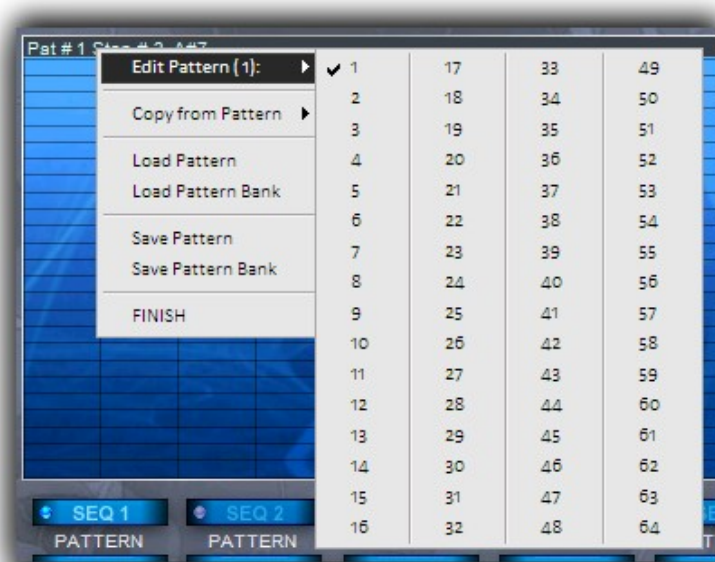 Pat # 1 Step # 2 A#7
Edit Pattern (1):
Copy from Pattern
Load Pattern
Load Pattern Bank
Save Pattern
Save Pattern Bank
FINISH
1 17 33 49
2 18 34 50
3 19 35 51
4 20 36 52
5 21 37 53
6 22 38 54
7 23 39 55
8 24 40 56
9 25 41 57
10 26 42 58
11 27 43 59
12 28 44 60
13 29 45 61
14 30 46 62
15 31 47 63
16 32 48 64
SEQ 1 SEQ 2
PATTERN PATTERN